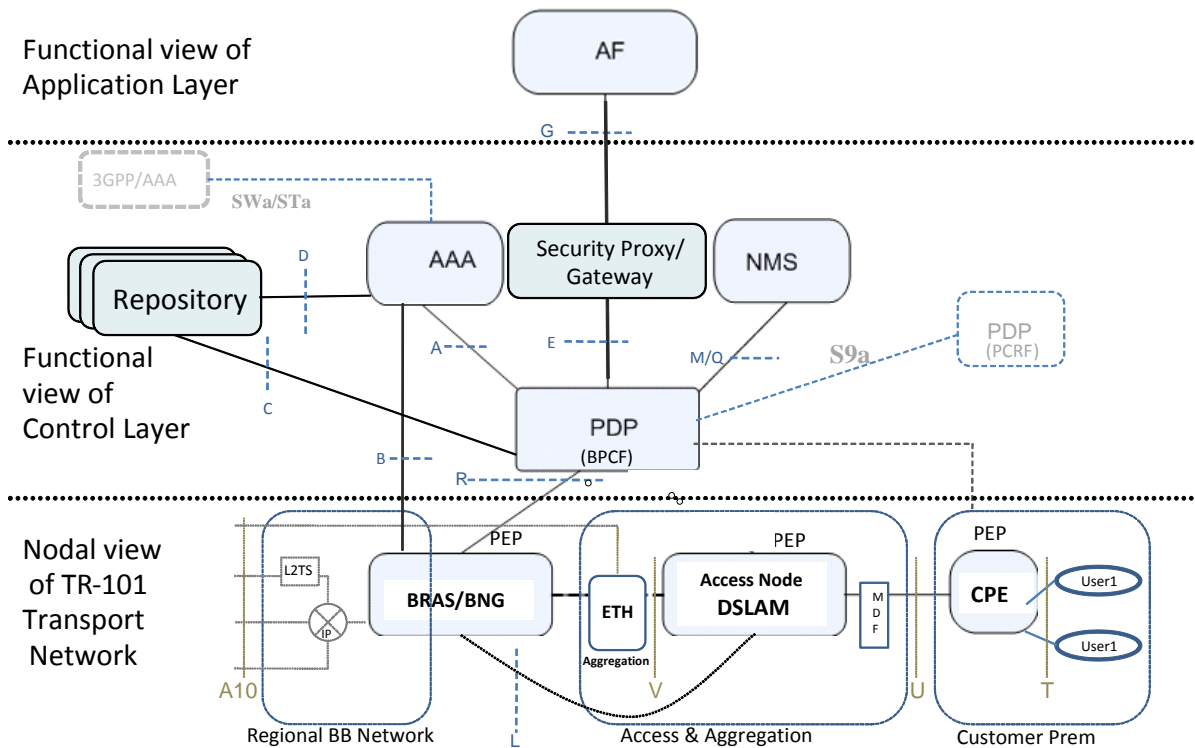 Functional view of
Application Layer
AF
G
3GPP/AAA
SWa/STa
D
AAA
Security Proxy/
Gateway
NMS
Repository
PDP
(PCRF)
Functional
view of
Control Layer
A
E
M/Q
S9a
C
PDP
(BPCF)
B
R
Nodal view
of TR-101
Transport
Network
PEP
PEP
PEP
L2TS
IP
BRAS/BNG
ETH
Aggregation
Access Node
DSLAM
M
D
F
CPE
User1
User1
A10
V
U
T
Regional BB Network
L
Access & Aggregation
Customer Prem